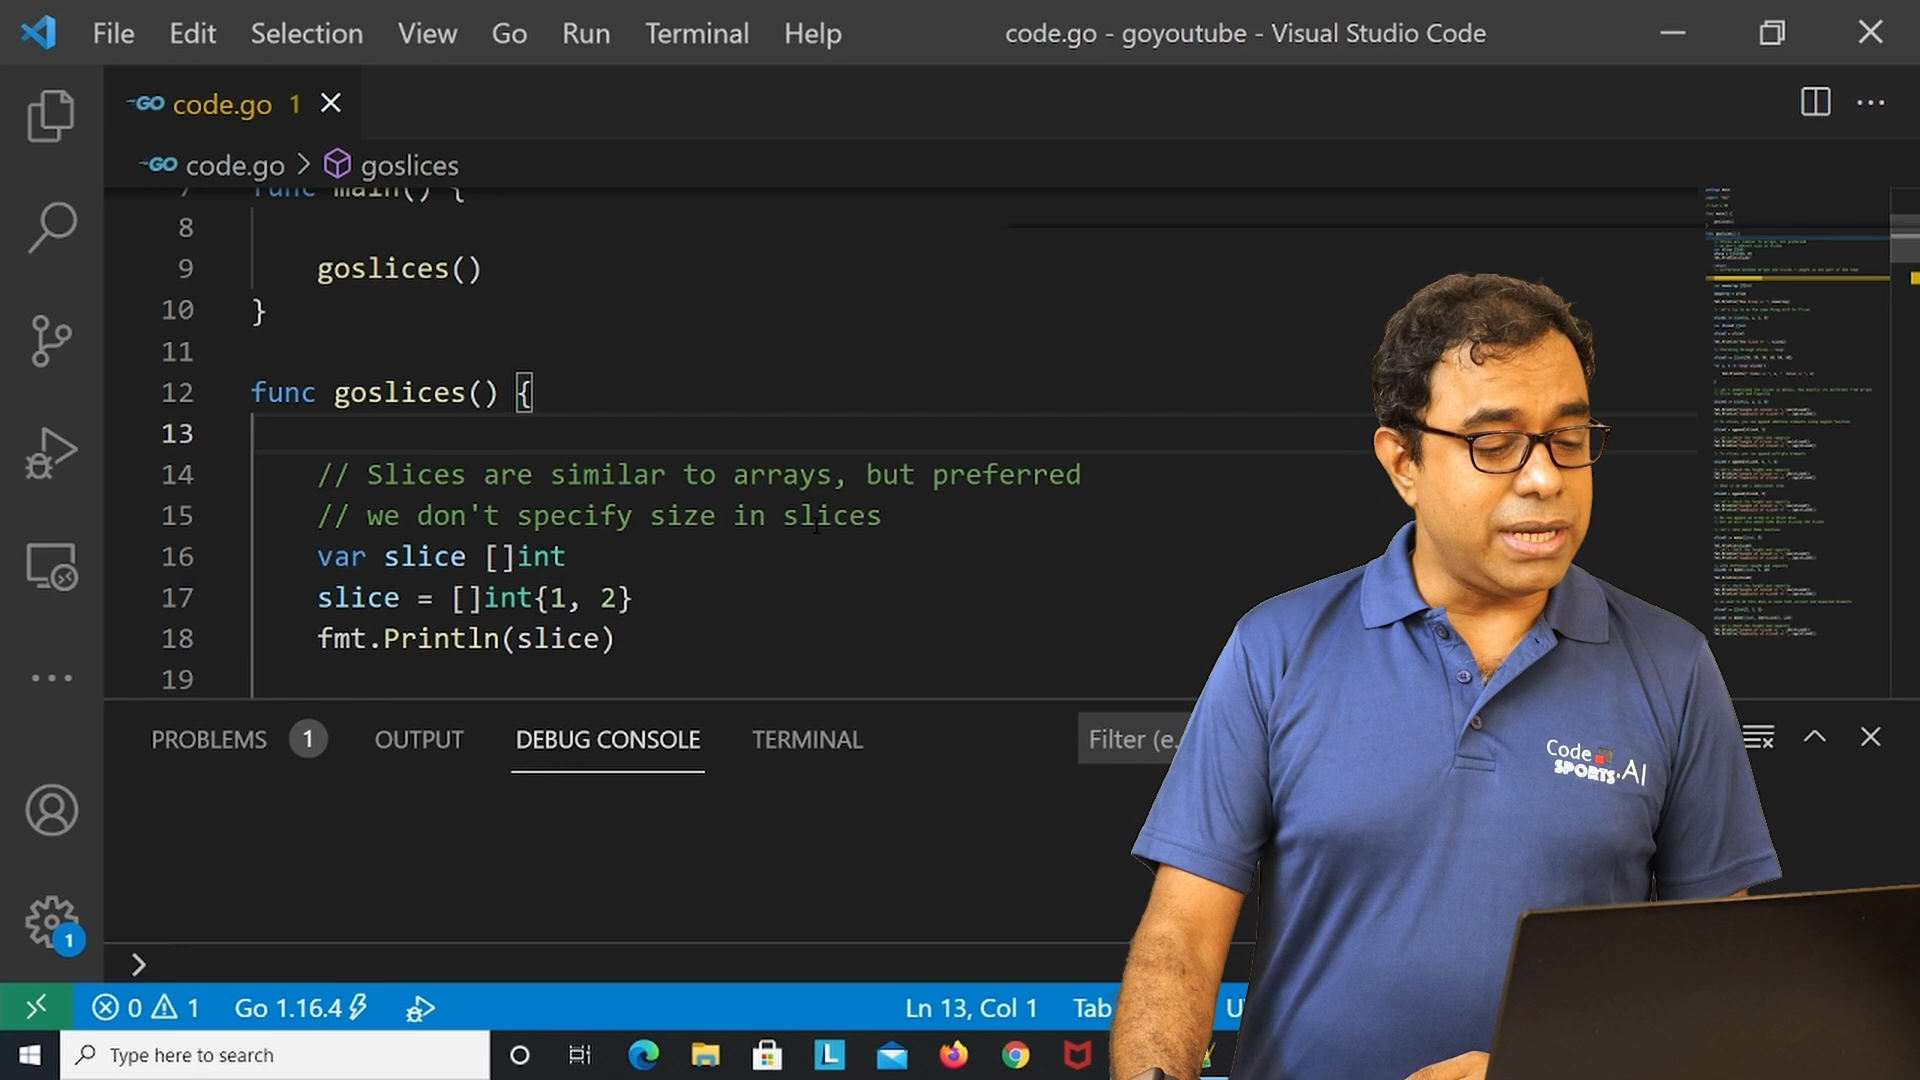 File Edit Selection View Go Run Terminal Help code.go - goyoutube - Visual Studio Code
GO code.go 1
GO code.go > goslices
7 func main() {
8
9 goslices()
10 }
11
12 func goslices() {
13
14 // Slices are similar to arrays, but preferred
15 // we don't specify size in slices
16 var slice []int
17 slice = []int{1, 2}
18 fmt.Println(slice)
19
PROBLEMS 1 OUTPUT DEBUG CONSOLE TERMINAL Filter (e.
Code
SPORTS.AI
1
0 1 Go 1.16.4 Ln 13, Col 1 Tab U
Type here to search
L